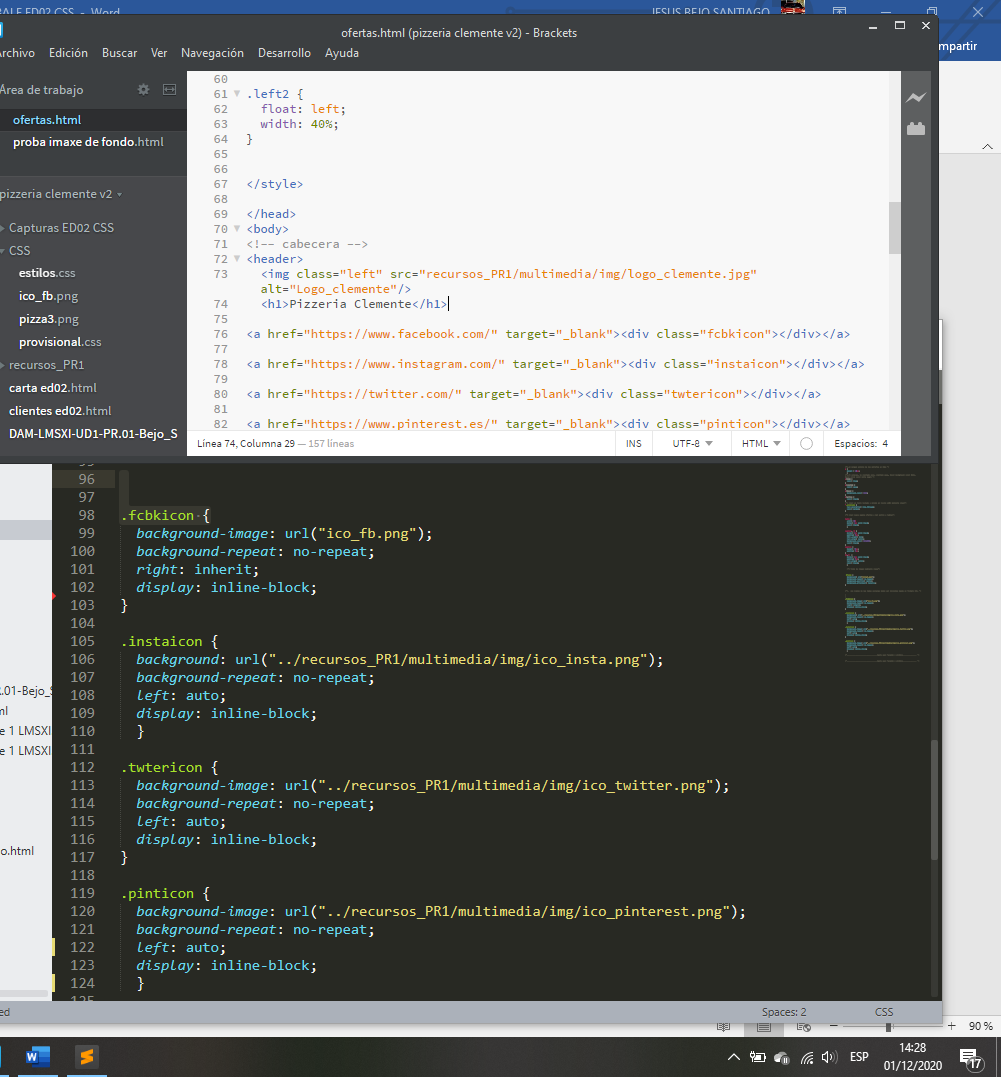 BALE ED02 CSS - Word
JESUS BEJO SANTIAGO
ofertas.html (pizzeria clemente v2) - Brackets
Archivo Edición Buscar Ver Navegación Desarrollo Ayuda
mpartir
Área de trabajo
ofertas.html
proba imaxe de fondo.html
pizzeria clemente v2
Capturas ED02 CSS
CSS
estilos.css
ico_fb.png
pizza3.png
provisional.css
recursos_PR1
carta ed02.html
clientes ed02.html
DAM-LMSXI-UD1-PR.01-Bejo_S
60
61 .left2 {
62 float: left;
63 width: 40%;
64 }
65
66
67 </style>
68
69 </head>
70 <body>
71 <!-- cabecera -->
72 <header>
73 <img class="left" src="recursos_PR1/multimedia/img/logo_clemente.jpg"
alt="Logo_clemente"/>
74 <h1>Pizzeria Clemente</h1>
75
76 <a href="https://www.facebook.com/" target="_blank"><div class="fcbkicon"></div></a>
77
78 <a href="https://www.instagram.com/" target="_blank"><div class="instaicon"></div></a>
79
80 <a href="https://twitter.com/" target="_blank"><div class="twtericon"></div></a>
81
82 <a href="https://www.pinterest.es/" target="_blank"><div class="pinticon"></div></a>
Línea 74, Columna 29 — 157 líneas INS UTF-8 HTML Espacios: 4
95
96
97
98 .fcbkicon {
99 background-image: url("ico_fb.png");
100 background-repeat: no-repeat;
101 right: inherit;
102 display: inline-block;
103 }
104
105 .instaicon {
106 background: url("../recursos_PR1/multimedia/img/ico_insta.png");
107 background-repeat: no-repeat;
108 left: auto;
109 display: inline-block;
110 }
111
112 .twtericon {
113 background-image: url("../recursos_PR1/multimedia/img/ico_twitter.png");
114 background-repeat: no-repeat;
115 left: auto;
116 display: inline-block;
117 }
118
119 .pinticon {
120 background-image: url("../recursos_PR1/multimedia/img/ico_pinterest.png");
121 background-repeat: no-repeat;
122 left: auto;
123 display: inline-block;
124 }
125
R.01-Bejo_S
ml
e 1 LMSXI
e 1 LMSXI
o.html
ed Spaces: 2 CSS
90 %
ESP
14:28
01/12/2020
17